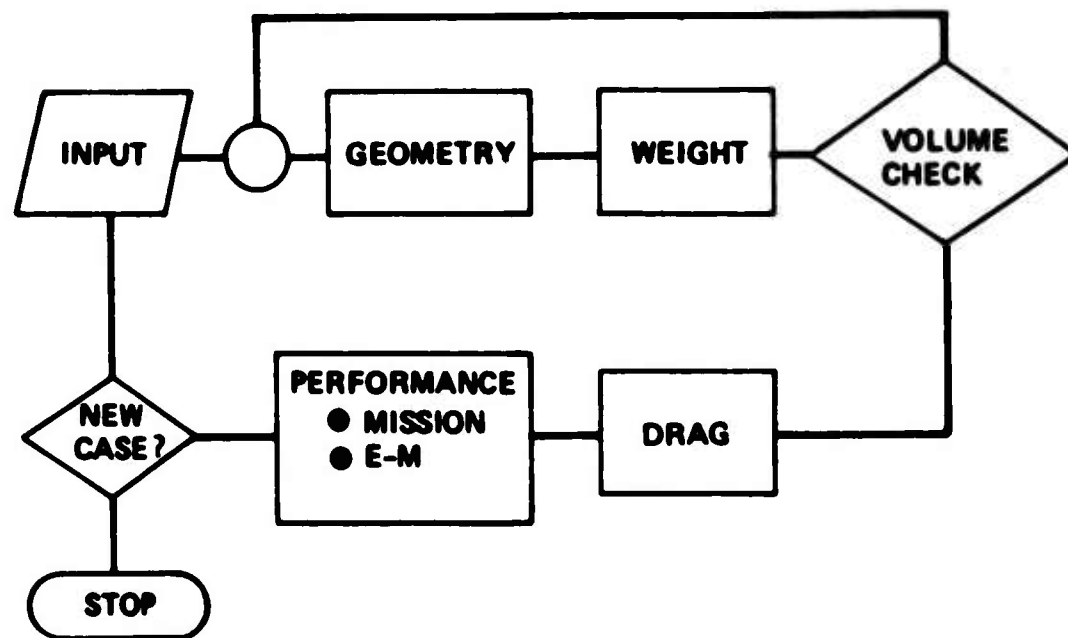 INPUT
GEOMETRY
WEIGHT
VOLUME
CHECK
NEW
CASE?
PERFORMANCE
● MISSION
● E-M
DRAG
STOP